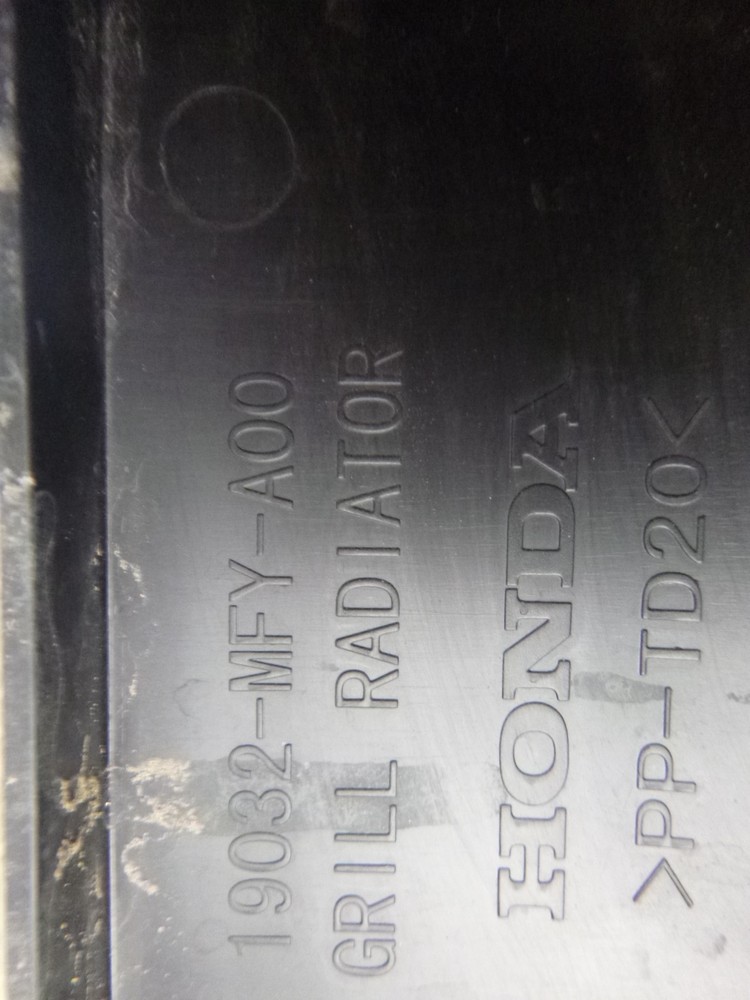 19032-MFY-A00
GRILL RADIATOR
HONDA
>PP-TD20<